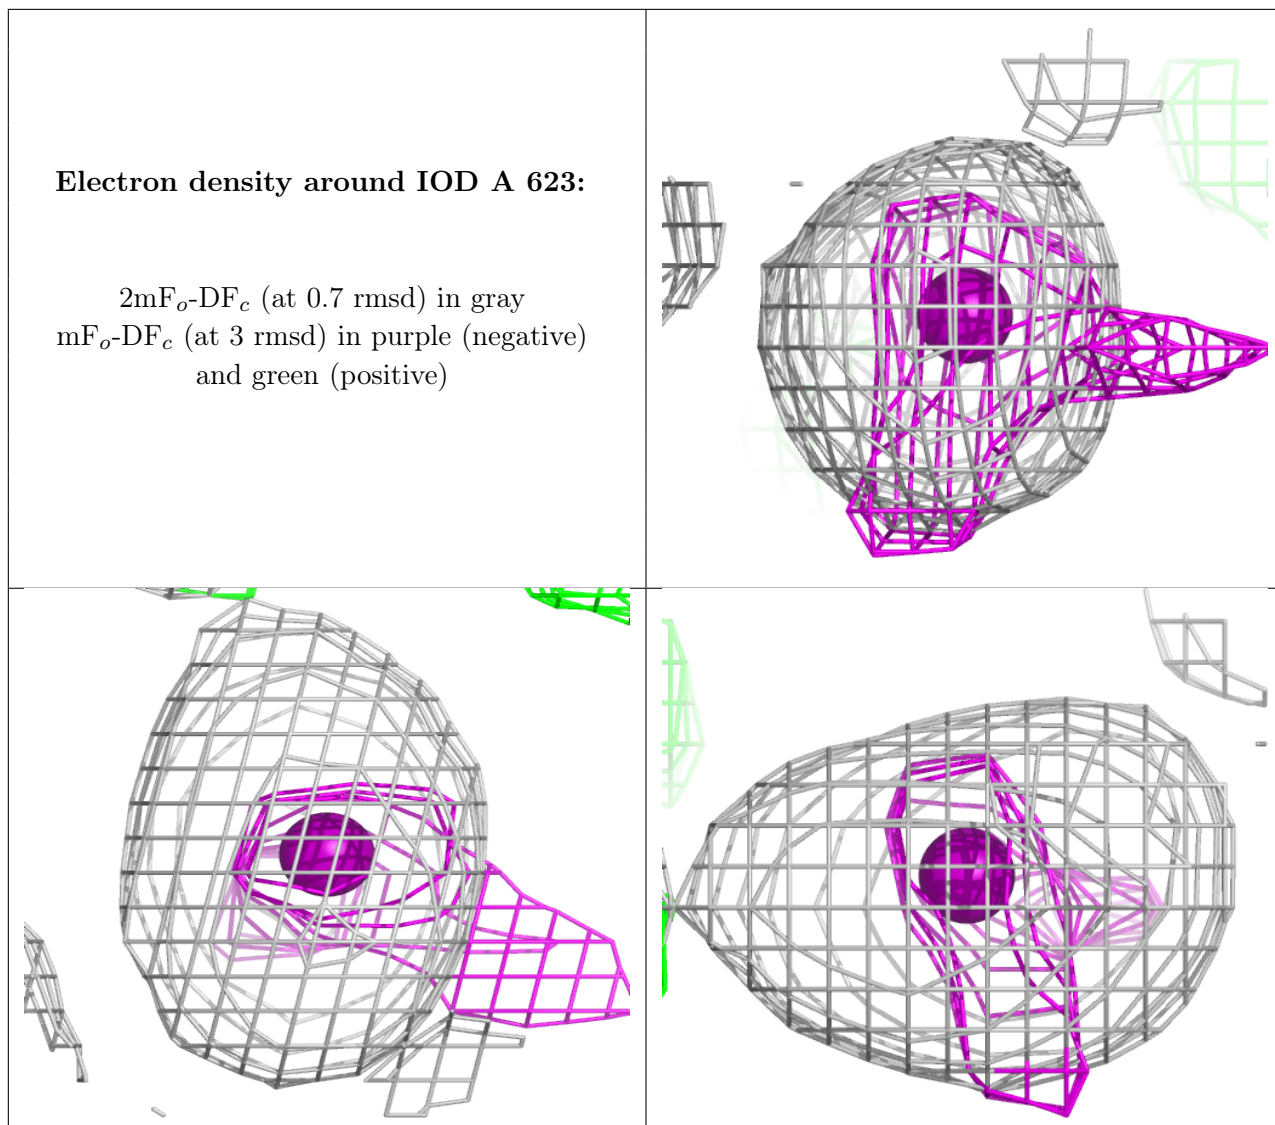 Electron density around IOD A 623:
2mFo-DFc (at 0.7 rmsd) in gray
mFo-DFc (at 3 rmsd) in purple (negative)
and green (positive)